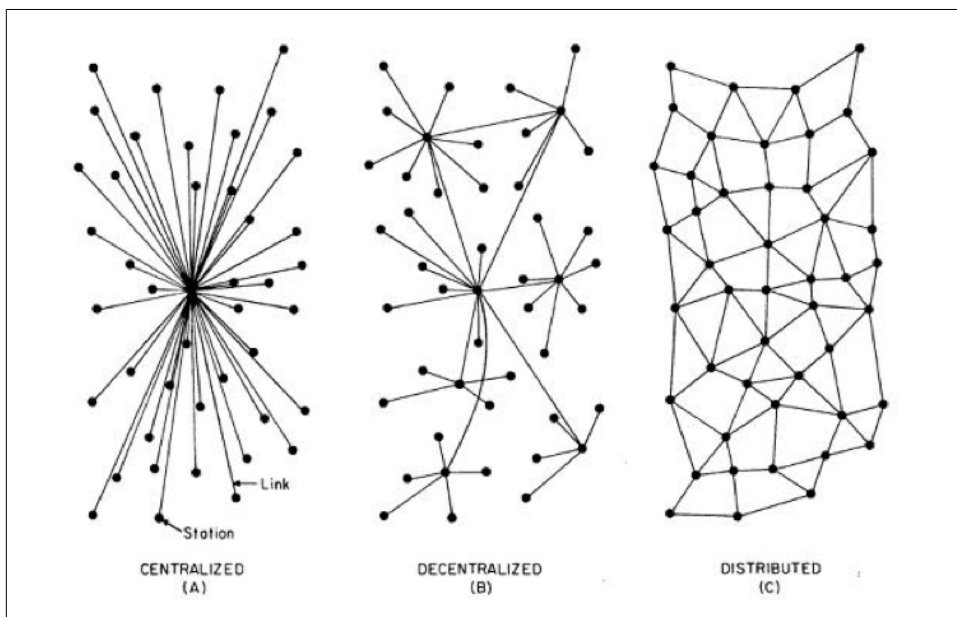 Link
Station
CENTRALIZED
(A)
DECENTRALIZED
(B)
DISTRIBUTED
(C)